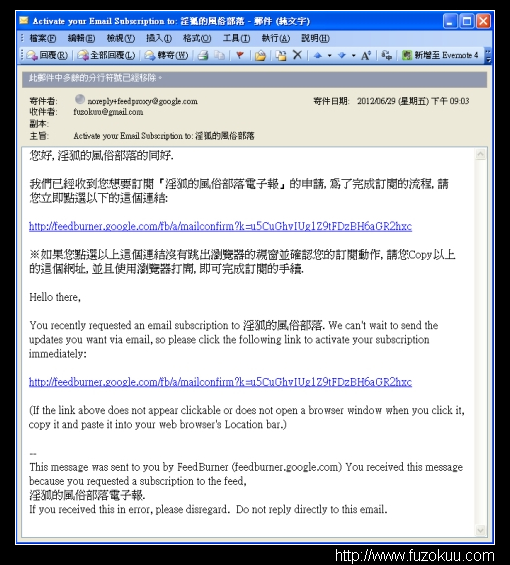 Activate your Email Subscription to: 淫狐的風俗部落 - 郵件 (純文字)
檔案(F) 編輯(E) 檢視(V) 插入(I) 格式(O) 工具(T) 執行(A) 說明(H)
回覆(R) 全部回覆(L) 轉寄(W) 新增至 Evernote 4
此郵件中多餘的分行符號已經移除。
寄件者: noreply+feedproxy@google.com 寄件日期: 2012/06/29 (星期五) 下午 09:03
收件者: fuzokuu@gmail.com
副本:
主旨: Activate your Email Subscription to: 淫狐的風俗部落
您好, 淫狐的風俗部落的同好.
我們已經收到您想要訂閱『淫狐的風俗部落電子報』的申請, 為了完成訂閱的流程, 請
您立即點選以下的這個連結:
http://feedburner.google.com/fb/a/mailconfirm?k=u5CuGhvIUg1Z9tFDzBH6aGR2hxc
※如果您點選以上這個連結沒有跳出瀏覽器的視窗並確認您的訂閱動作, 請您Copy以上
的這個網址, 並且使用瀏覽器打開, 即可完成訂閱的手續.
Hello there,
You recently requested an email subscription to 淫狐的風俗部落. We can't wait to send the
updates you want via email, so please click the following link to activate your subscription
immediately:
http://feedburner.google.com/fb/a/mailconfirm?k=u5CuGhvIUg1Z9tFDzBH6aGR2hxc
(If the link above does not appear clickable or does not open a browser window when you click it,
copy it and paste it into your web browser's Location bar.)
--
This message was sent to you by FeedBurner (feedburner.google.com) You received this message
because you requested a subscription to the feed,
淫狐的風俗部落電子報.
If you received this in error, please disregard. Do not reply directly to this email.
http://www.fuzokuu.com